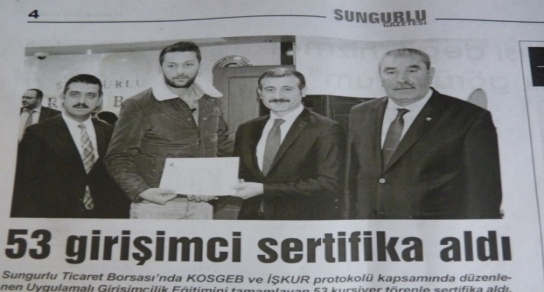 4
SUNGURLU
GAZETESİ
53 girişimci sertifika aldı
Sungurlu Ticaret Borsası'nda KOSGEB ve İŞKUR protokolü kapsamında düzenle-
nen Uygulamalı Girişimcilik Eğitimini tamamlayan 53 kursiyer törenle sertifika aldı.